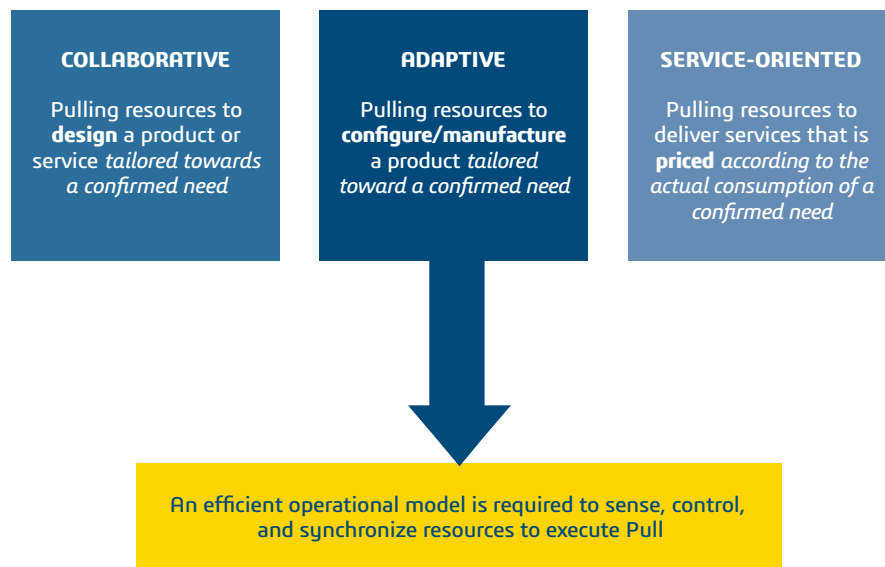 COLLABORATIVE
Pulling resources to
design a product or
service tailored towards
a confirmed need
ADAPTIVE
Pulling resources to
configure/manufacture
a product tailored
toward a confirmed need
SERVICE-ORIENTED
Pulling resources to
deliver services that is
priced according to the
actual consumption of a
confirmed need
An efficient operational model is required to sense, control,
and synchronize resources to execute Pull